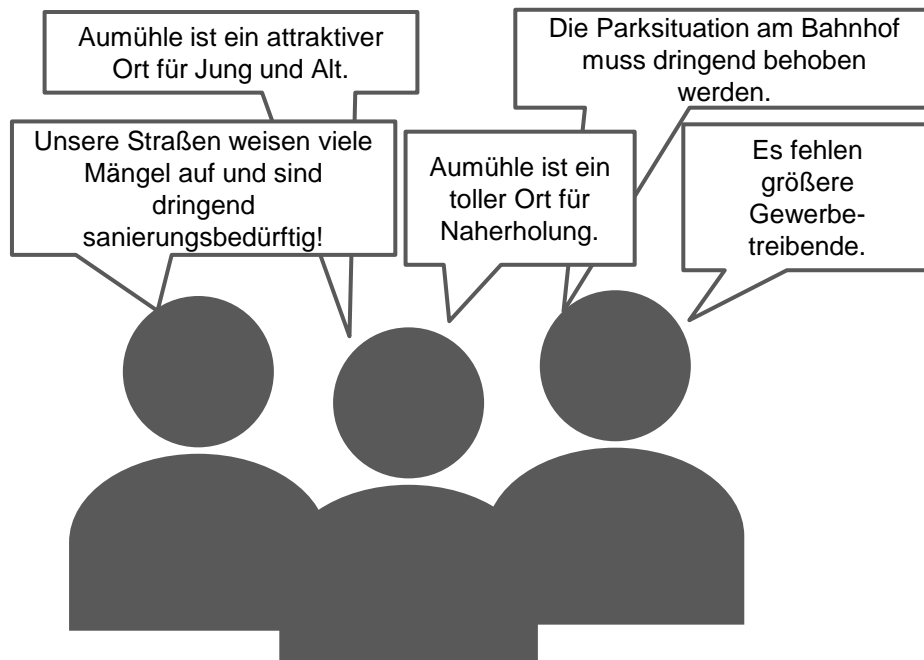 Aumühle ist ein attraktiver
Ort für Jung und Alt.
Die Parksituation am Bahnhof
muss dringend behoben
werden.
Unsere Straßen weisen viele
Mängel auf und sind
dringend
sanierungsbedürftig!
Aumühle ist ein
toller Ort für
Naherholung.
Es fehlen
größere
Gewerbe-
treibende.